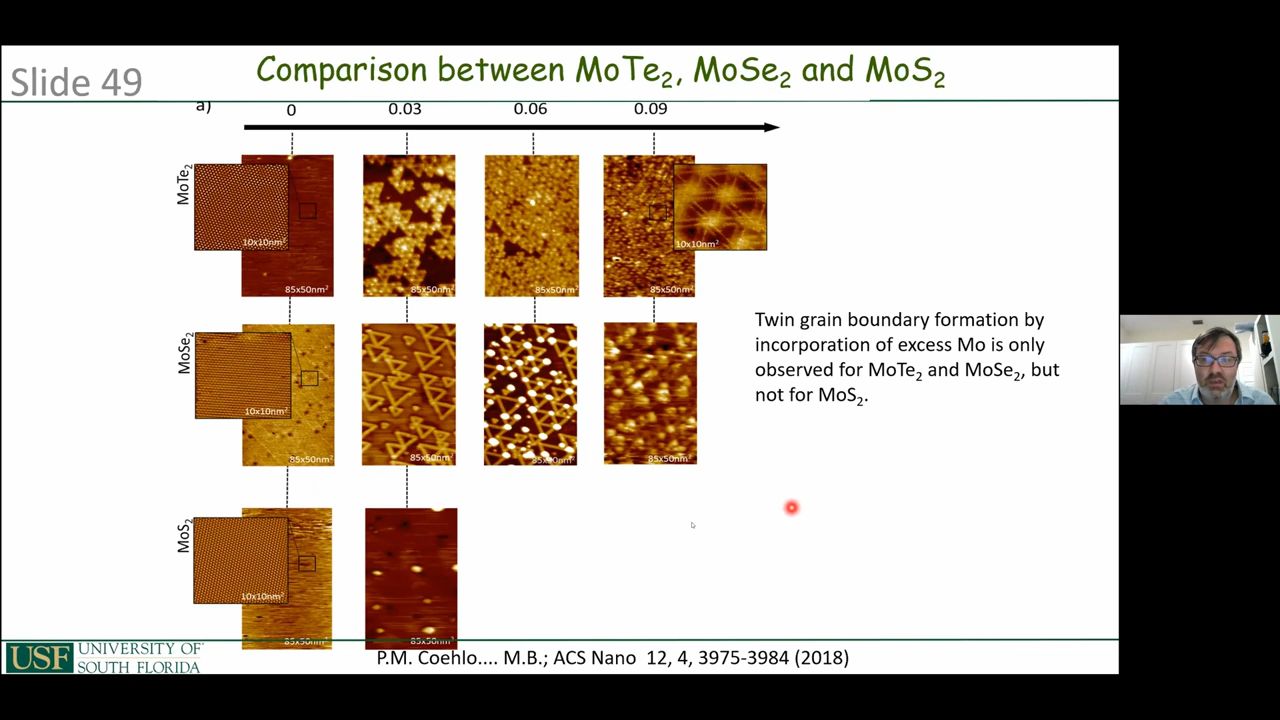 Slide 49
Comparison between MoTe₂, MoSe₂ and MoS₂
a)
0 0.03 0.06 0.09
MoTe₂
10x10nm²
85x50nm² 85x50nm² 85x50nm² 85x50nm²
10x10nm²
MoSe₂
10x10nm²
85x50nm² 85x50nm² 85x50nm² 85x50nm²
Twin grain boundary formation by
incorporation of excess Mo is only
observed for MoTe₂ and MoSe₂, but
not for MoS₂.
MoS₂
10x10nm²
85x50nm² 85x50nm²
USF UNIVERSITY OF
SOUTH FLORIDA
P.M. Coehlo.... M.B.; ACS Nano 12, 4, 3975-3984 (2018)